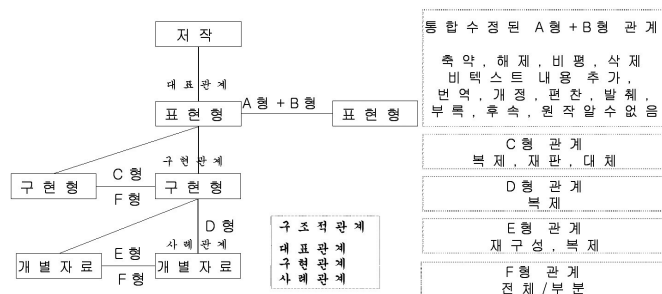 저 작
대표관계
표 현 형
A 형 + B 형
표 현 형
구현관계
구 현 형
C 형
F 형
구 현 형
D 형
사례관계
개별자료
E 형
F 형
개별자료
구조적관계
대표관계
구현관계
사례관계
통합수정된 A형+B형 관계
축약, 해제, 비평, 삭제
비텍스트 내용 추가,
번역, 개정, 편찬, 발췌,
부록, 후속, 원작알수없음
C형 관계
복제, 재판, 대체
D형 관계
복제
E형 관계
재구성, 복제
F형 관계
전체/부분